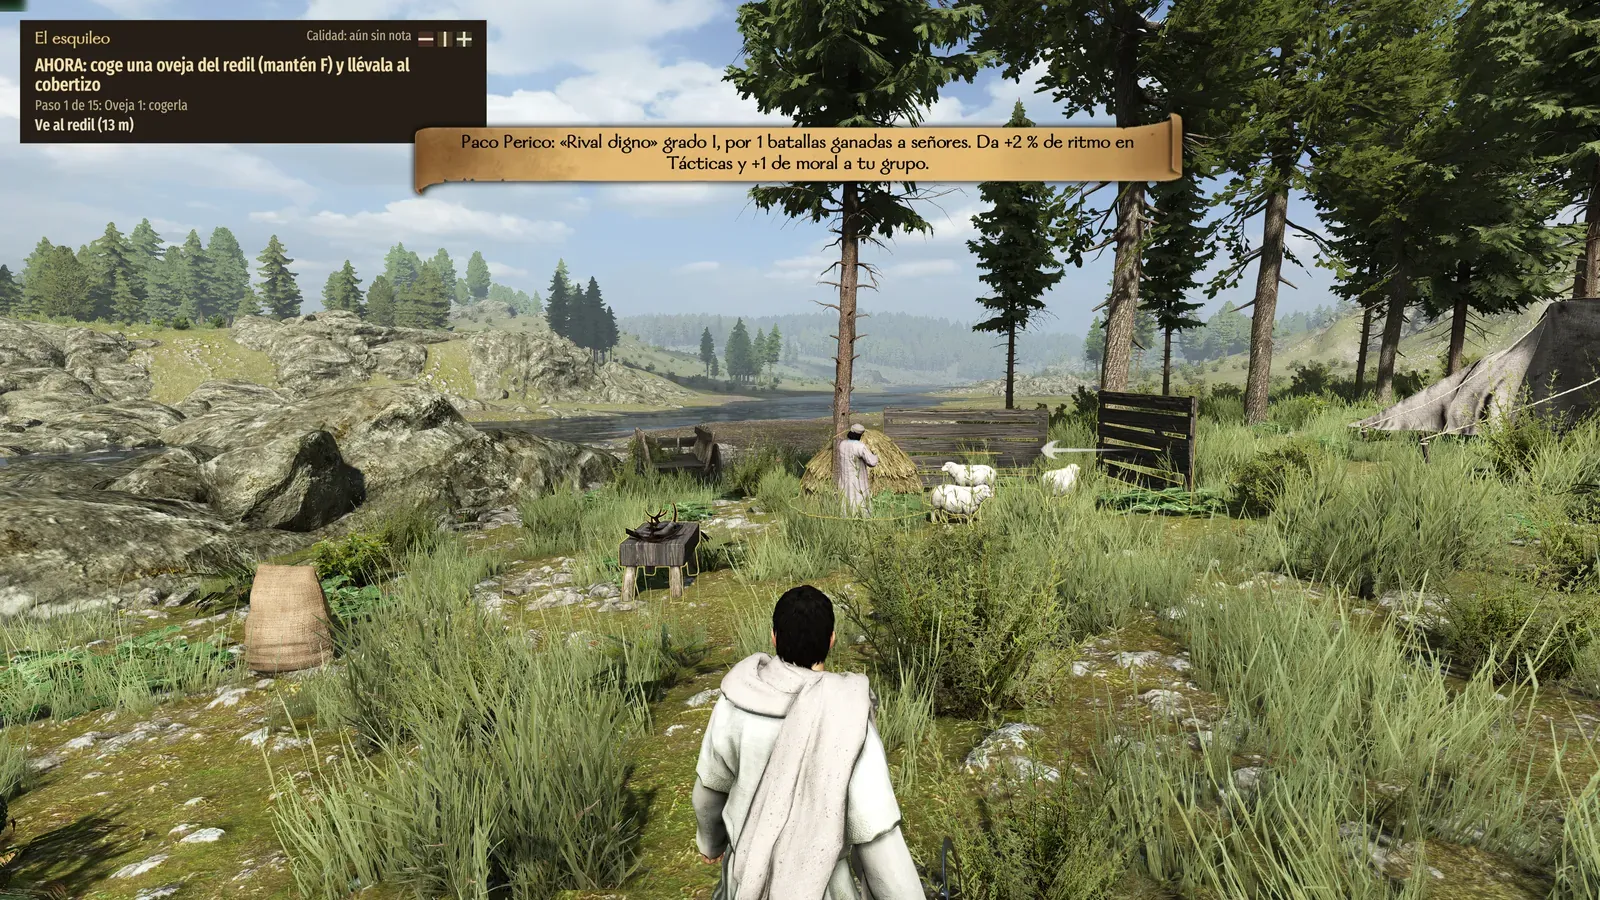 El esquileo
Calidad: aún sin nota
AHORA: coge una oveja del redil (mantén F) y llévala al
cobertizo
Paso 1 de 15: Oveja 1: cogerla
Ve al redil (13 m)
Paco Perico: «Rival digno» grado I, por 1 batallas ganadas a señores. Da +2 % de ritmo en
Tácticas y +1 de moral a tu grupo.